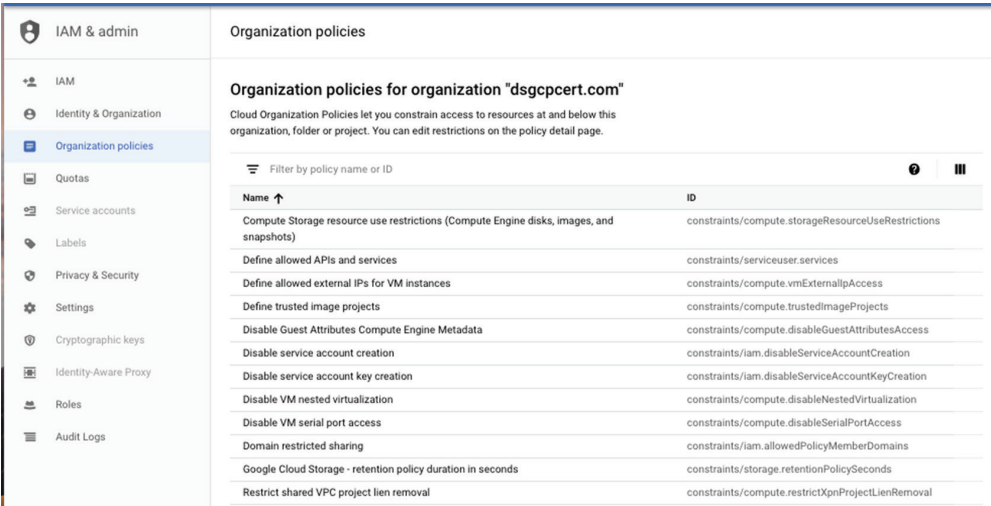 IAM & admin
Organization policies
IAM
Identity & Organization
Organization policies
Quotas
Service accounts
Labels
Privacy & Security
Settings
Cryptographic keys
Identity-Aware Proxy
Roles
Audit Logs
Organization policies for organization "dsgcpcert.com"
Cloud Organization Policies let you constrain access to resources at and below this
organization, folder or project. You can edit restrictions on the policy detail page.
Filter by policy name or ID
Name ID
Compute Storage resource use restrictions (Compute Engine disks, images, and constraints/compute.storageResourceUseRestrictions
snapshots)
Define allowed APIs and services constraints/serviceuser.services
Define allowed external IPs for VM instances constraints/compute.vmExternalIpAccess
Define trusted image projects constraints/compute.trustedImageProjects
Disable Guest Attributes Compute Engine Metadata constraints/compute.disableGuestAttributesAccess
Disable service account creation constraints/iam.disableServiceAccountCreation
Disable service account key creation constraints/iam.disableServiceAccountKeyCreation
Disable VM nested virtualization constraints/compute.disableNestedVirtualization
Disable VM serial port access constraints/compute.disableSerialPortAccess
Domain restricted sharing constraints/iam.allowedPolicyMemberDomains
Google Cloud Storage - retention policy duration in seconds constraints/storage.retentionPolicySeconds
Restrict shared VPC project lien removal constraints/compute.restrictXpnProjectLienRemoval